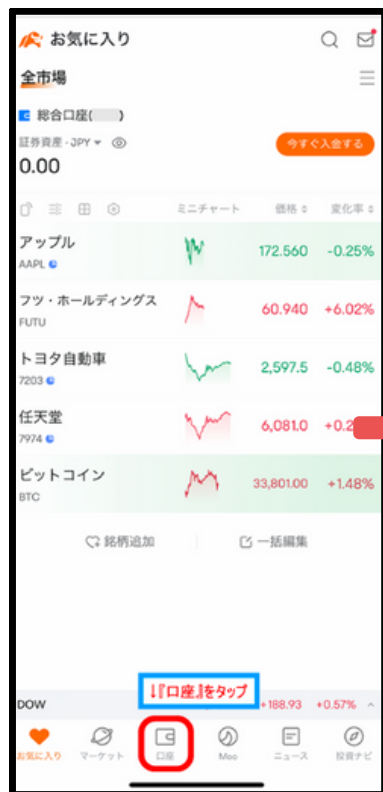 お気に入り
全市場
総合口座( )
証券資産・JPY
今すぐ入金する
0.00
ミニチャート 価格 変化率
アップル
AAPL
172.560 -0.25%
フツ・ホールディングス
FUTU
60.940 +6.02%
トヨタ自動車
7203
2,597.5 -0.48%
任天堂
7974
6,081.0 +0.2
ビットコイン
BTC
33,801.00 +1.48%
銘柄追加 一括編集
↓『口座』をタップ
DOW +188.93 +0.57%
お気に入り マーケット 口座 Moo ニュース 投資ナビ